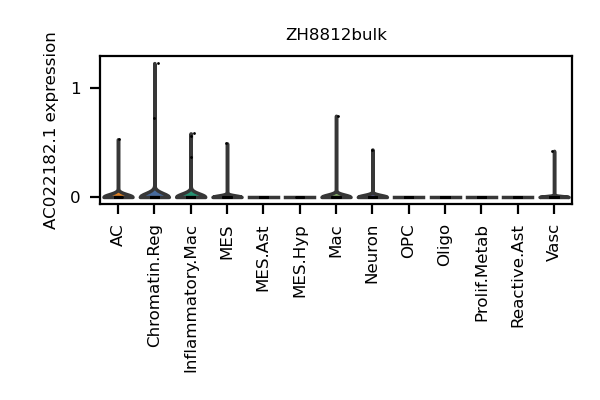 ZH8812bulk
AC022182.1 expression
1
0
AC
Chromatin.Reg
Inflammatory.Mac
MES
MES.Ast
MES.Hyp
Mac
Neuron
OPC
Oligo
Prolif.Metab
Reactive.Ast
Vasc